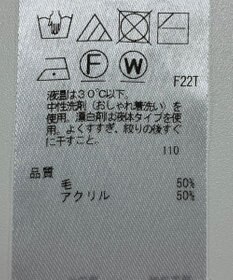 F W
F22T
液温は30℃以下。
中性洗剤(おしゃれ着洗い)を
使用。漂白剤は液体タイプを使
用。よくすすぎ、絞りの後すぐ
に干すこと。
110
品質
毛 50%
アクリル 50%